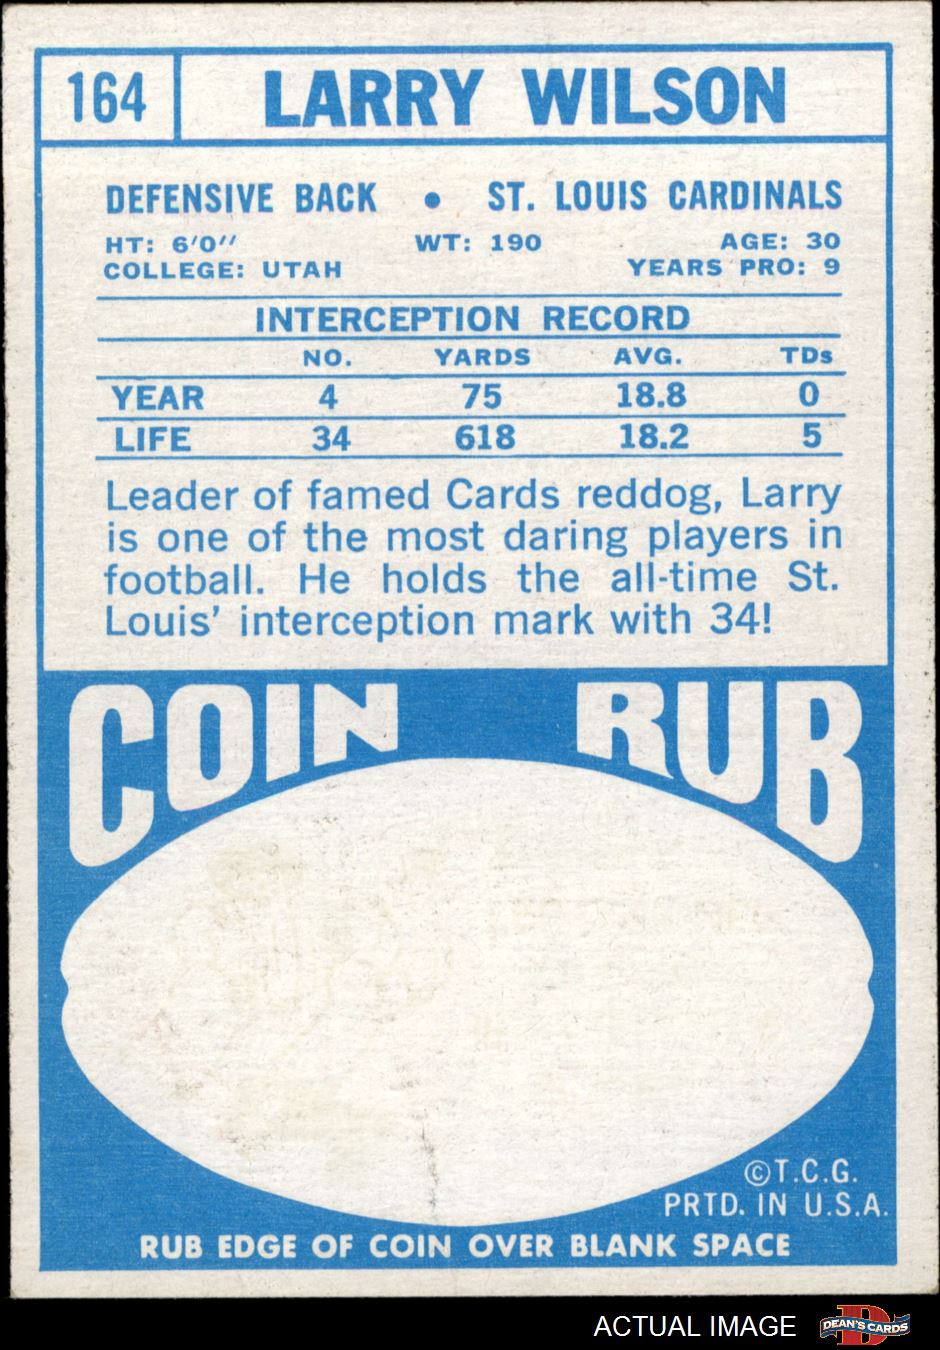 164 LARRY WILSON
DEFENSIVE BACK • ST. LOUIS CARDINALS
HT: 6'0'' WT: 190 AGE: 30
COLLEGE: UTAH YEARS PRO: 9
INTERCEPTION RECORD
NO. YARDS AVG. TDs
YEAR 4 75 18.8 0
LIFE 34 618 18.2 5
Leader of famed Cards reddog, Larry
is one of the most daring players in
football. He holds the all-time St.
Louis' interception mark with 34!
COIN RUB
©T.C.G.
PRTD. IN U.S.A.
RUB EDGE OF COIN OVER BLANK SPACE
ACTUAL IMAGE
D
DEAN'S CARDS